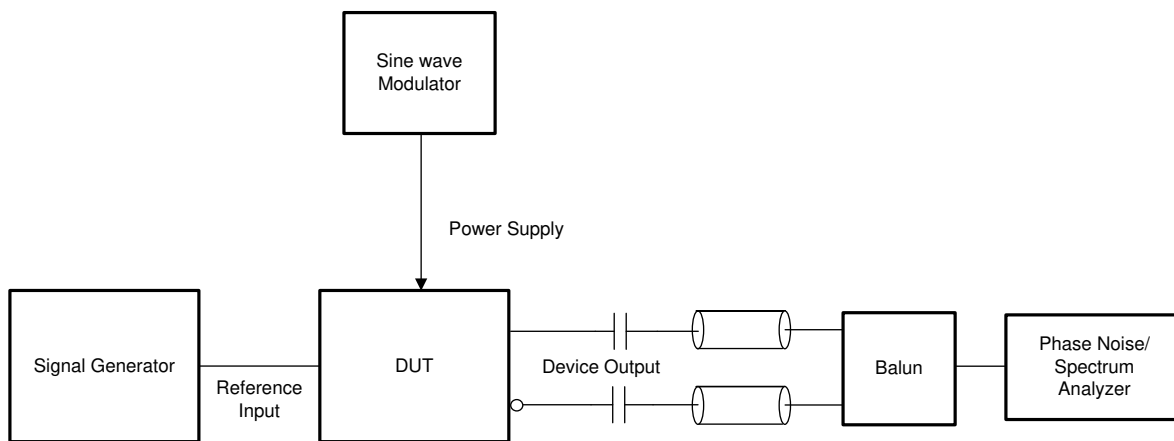 Sine wave
Modulator
Power Supply
Signal Generator
Reference
Input
DUT
Device Output
Balun
Phase Noise/
Spectrum
Analyzer